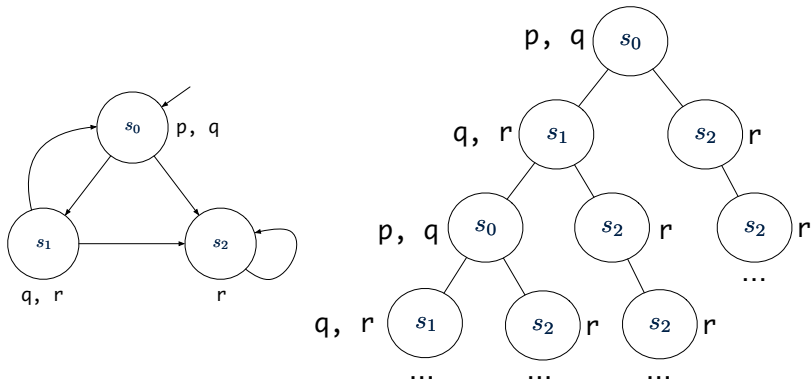 s0 p, q
s1
s2
q, r
r
p, q s0
q, r s1 s2 r
p, q s0 s2 r s2 r
...
q, r s1 s2 r s2 r
... ... ...